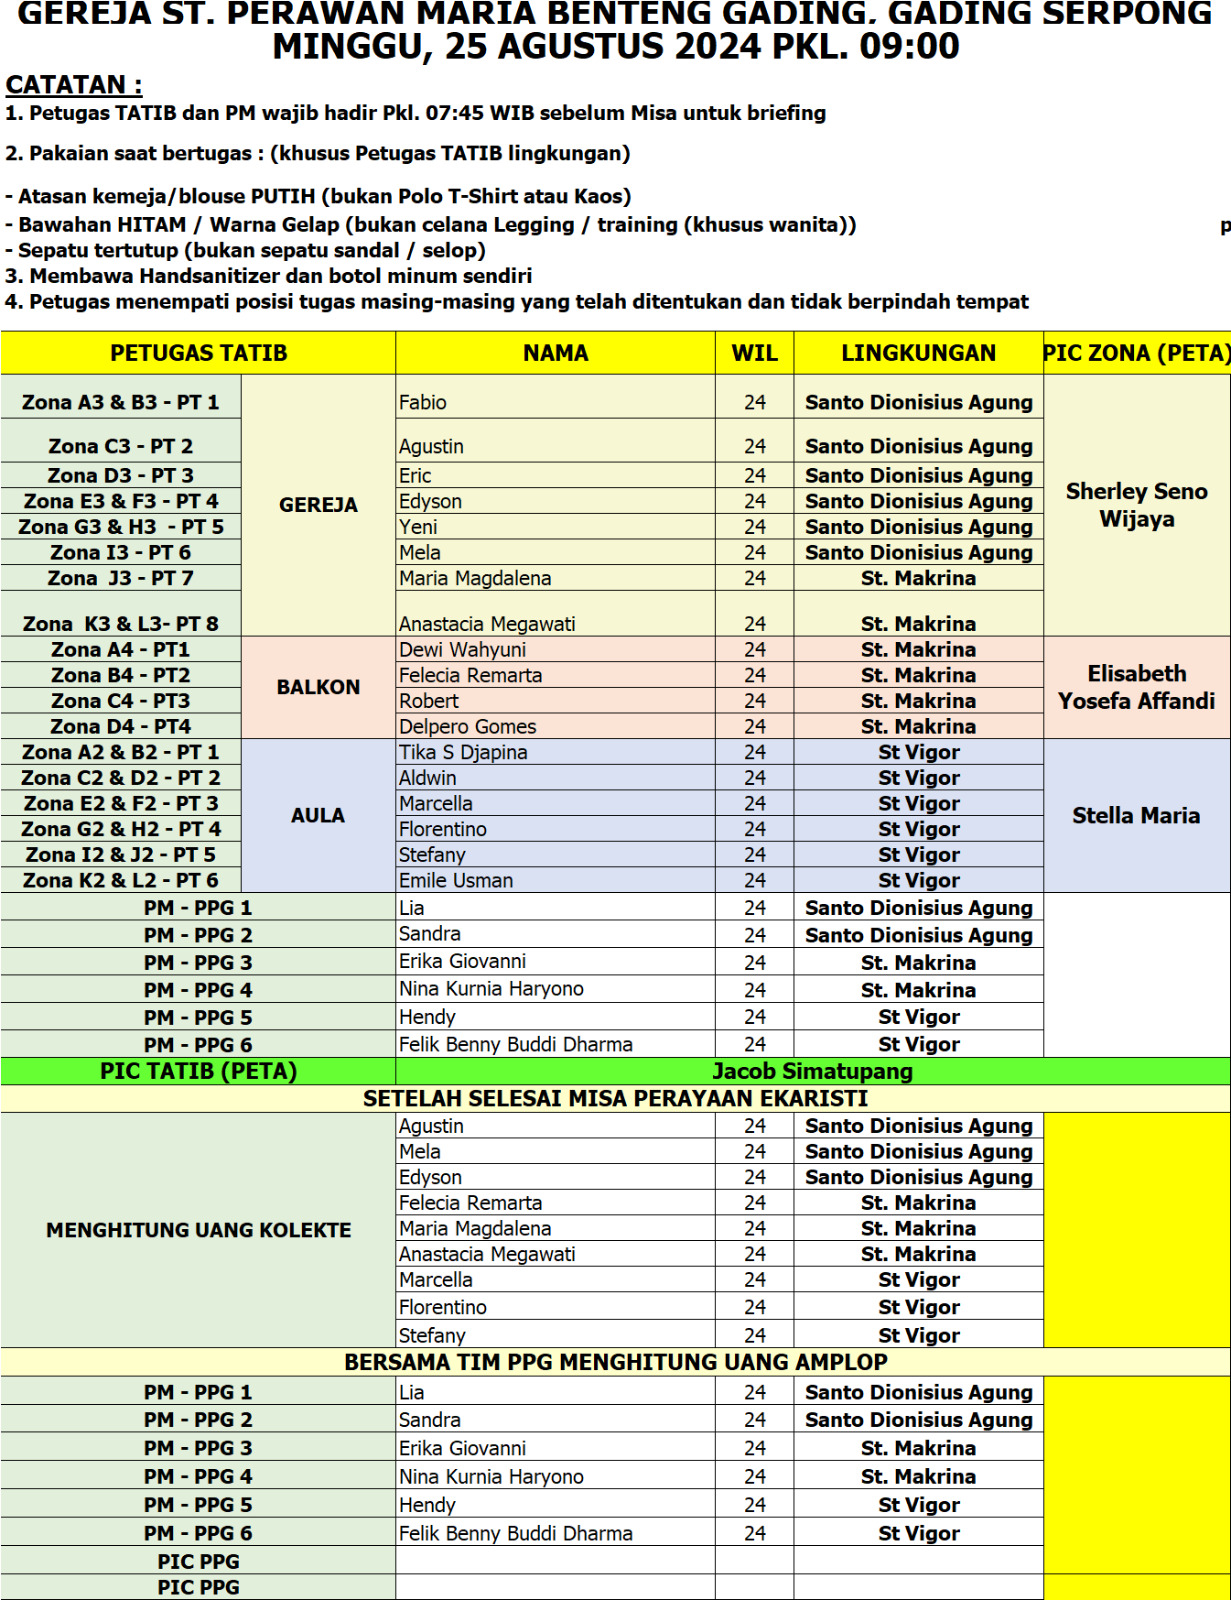 GEREJA ST. PERAWAN MARIA BENTENG GADING, GADING SERPONG
MINGGU, 25 AGUSTUS 2024 PKL. 09:00
CATATAN :
1. Petugas TATIB dan PM wajib hadir Pkl. 07:45 WIB sebelum Misa untuk briefing
2. Pakaian saat bertugas : (khusus Petugas TATIB lingkungan)
- Atasan kemeja/blouse PUTIH (bukan Polo T-Shirt atau Kaos)
- Bawahan HITAM / Warna Gelap (bukan celana Legging / training (khusus wanita)) p
- Sepatu tertutup (bukan sepatu sandal / selop)
3. Membawa Handsanitizer dan botol minum sendiri
4. Petugas menempati posisi tugas masing-masing yang telah ditentukan dan tidak berpindah tempat
PETUGAS TATIB NAMA WIL LINGKUNGAN PIC ZONA (PETA)
Zona A3 & B3 - PT 1 Fabio 24 Santo Dionisius Agung
Zona C3 - PT 2 Agustin 24 Santo Dionisius Agung
Zona D3 - PT 3 Eric 24 Santo Dionisius Agung
Zona E3 & F3 - PT 4 GEREJA Edyson 24 Santo Dionisius Agung Sherley Seno
Zona G3 & H3 - PT 5 Yeni 24 Santo Dionisius Agung Wijaya
Zona I3 - PT 6 Mela 24 Santo Dionisius Agung
Zona J3 - PT 7 Maria Magdalena 24 St. Makrina
Zona K3 & L3- PT 8 Anastacia Megawati 24 St. Makrina
Zona A4 - PT1 Dewi Wahyuni 24 St. Makrina
Zona B4 - PT2 BALKON Felecia Remarta 24 St. Makrina Elisabeth
Zona C4 - PT3 Robert 24 St. Makrina Yosefa Affandi
Zona D4 - PT4 Delpero Gomes 24 St. Makrina
Zona A2 & B2 - PT 1 Tika S Djapina 24 St Vigor
Zona C2 & D2 - PT 2 Aldwin 24 St Vigor
Zona E2 & F2 - PT 3 AULA Marcella 24 St Vigor Stella Maria
Zona G2 & H2 - PT 4 Florentino 24 St Vigor
Zona I2 & J2 - PT 5 Stefany 24 St Vigor
Zona K2 & L2 - PT 6 Emile Usman 24 St Vigor
PM - PPG 1 Lia 24 Santo Dionisius Agung
PM - PPG 2 Sandra 24 Santo Dionisius Agung
PM - PPG 3 Erika Giovanni 24 St. Makrina
PM - PPG 4 Nina Kurnia Haryono 24 St. Makrina
PM - PPG 5 Hendy 24 St Vigor
PM - PPG 6 Felik Benny Buddi Dharma 24 St Vigor
PIC TATIB (PETA) Jacob Simatupang
SETELAH SELESAI MISA PERAYAAN EKARISTI
Agustin 24 Santo Dionisius Agung
Mela 24 Santo Dionisius Agung
Edyson 24 Santo Dionisius Agung
Felecia Remarta 24 St. Makrina
MENGHITUNG UANG KOLEKTE Maria Magdalena 24 St. Makrina
Anastacia Megawati 24 St. Makrina
Marcella 24 St Vigor
Florentino 24 St Vigor
Stefany 24 St Vigor
BERSAMA TIM PPG MENGHITUNG UANG AMPLOP
PM - PPG 1 Lia 24 Santo Dionisius Agung
PM - PPG 2 Sandra 24 Santo Dionisius Agung
PM - PPG 3 Erika Giovanni 24 St. Makrina
PM - PPG 4 Nina Kurnia Haryono 24 St. Makrina
PM - PPG 5 Hendy 24 St Vigor
PM - PPG 6 Felik Benny Buddi Dharma 24 St Vigor
PIC PPG
PIC PPG